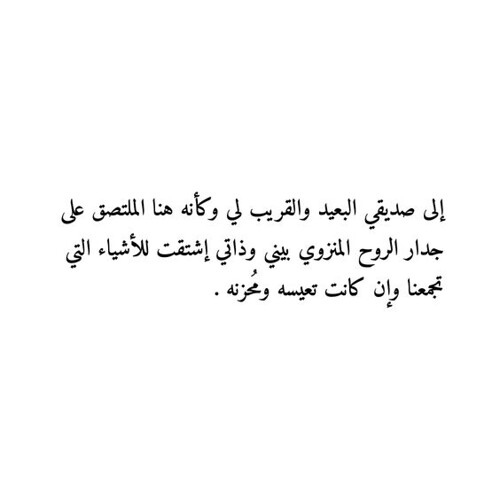 إلى صديقي البعيد والقريب لي وكأنه هنا الملتصق على
جدار الروح المنزوي بيني وذاتي إشتقت للأشياء التي
تجمعنا وإن كانت تعيسه ومُحزنه .